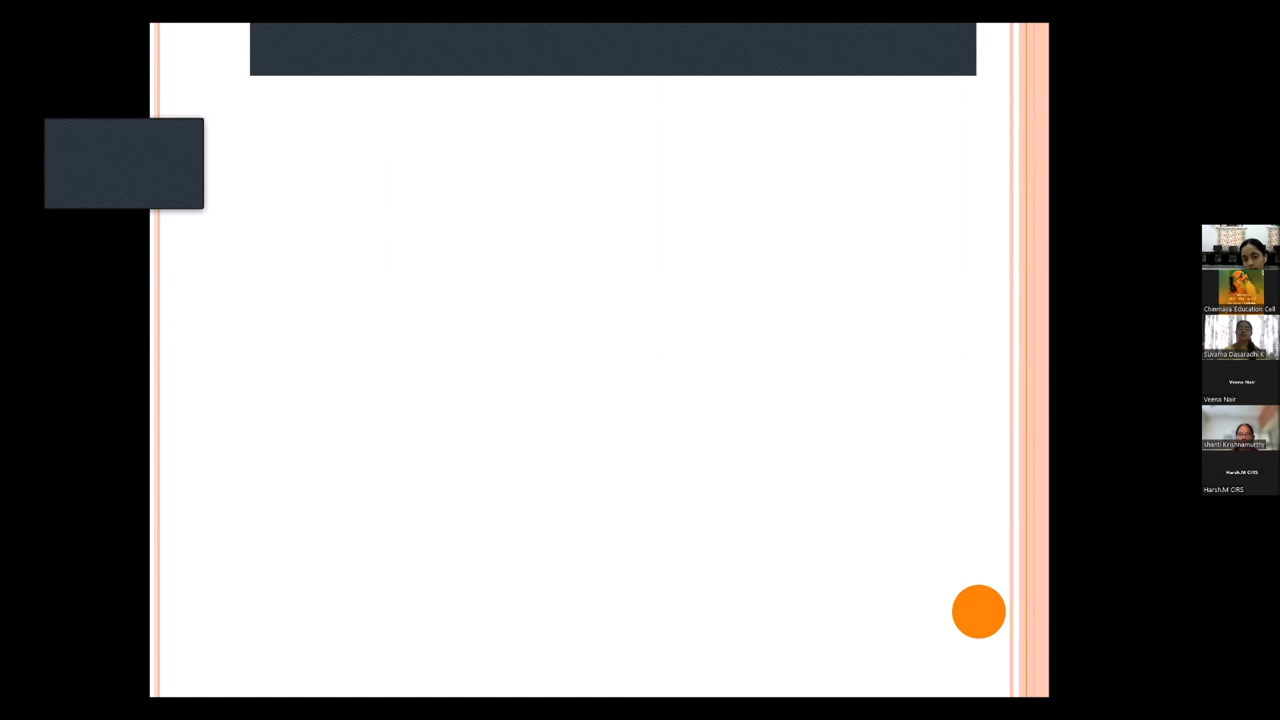 Chinmaya Education Cell
Suvarna Dasaradhi.K
Veena Nair
Veena Nair
shanti Krishnamurthy
Harsh.M CIRS
Harsh.M CIRS